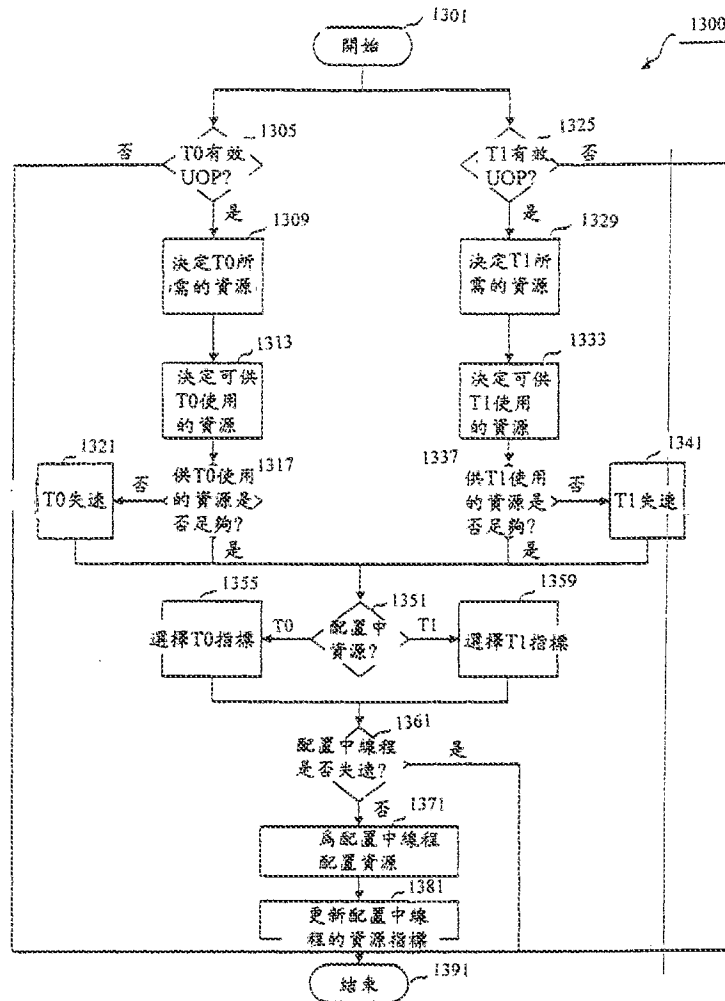 1301
開始
1300
1305
否
T0有效
UOP?
是
1325
T1有效
UOP?
否
是
1309
決定T0所
需的資源
1329
決定T1所
需的資源
1313
決定可供
T0使用
的資源
1333
決定可供
T1使用
的資源
1321
T0失速
否
1317
供T0使用
的資源是
否足夠?
是
1337
供T1使用
的資源是
否足夠?
否
是
1341
T1失速
1355
選擇T0指標
T0
1351
配置中
資源?
T1
1359
選擇T1指標
1361
配置中線程
是否失速?
是
否
1371
為配置中線程
配置資源
1381
更新配置中線
程的資源指標
1391
結束